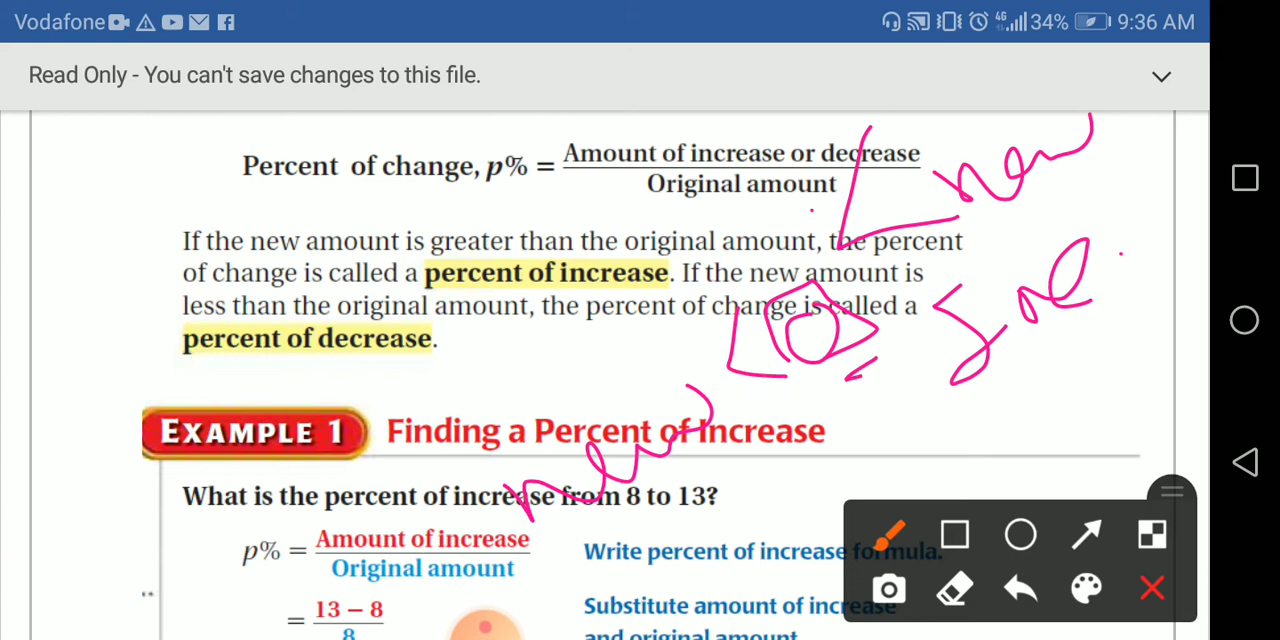 Vodafone 4G 34% 9:36 AM
Read Only - You can't save changes to this file.
Percent of change, p% = Amount of increase or decrease
Original amount
new
If the new amount is greater than the original amount, the percent
of change is called a percent of increase. If the new amount is
less than the original amount, the percent of change is called a
percent of decrease.
new
EXAMPLE 1 Finding a Percent of Increase
What is the percent of increase from 8 to 13?
p% = Amount of increase
Original amount
Write percent of increase formula.
= 13 − 8
8
Substitute amount of increase
and original amount.